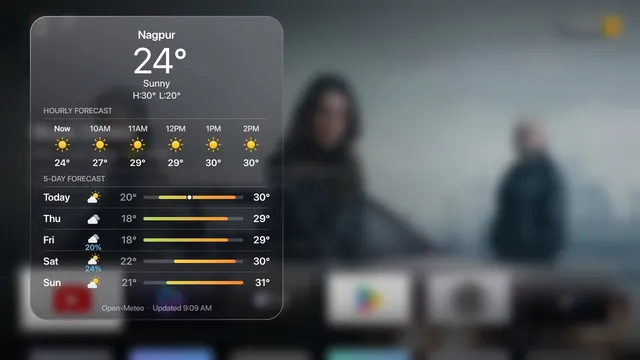 Nagpur
24°
Sunny
H:30° L:20°
HOURLY FORECAST
Now 10AM 11AM 12PM 1PM 2PM
24° 27° 29° 29° 30° 30°
5-DAY FORECAST
Today 20° 30°
Thu 18° 29°
Fri 20% 18° 29°
Sat 24% 22° 30°
Sun 21° 31°
Open-Meteo · Updated 9:09 AM